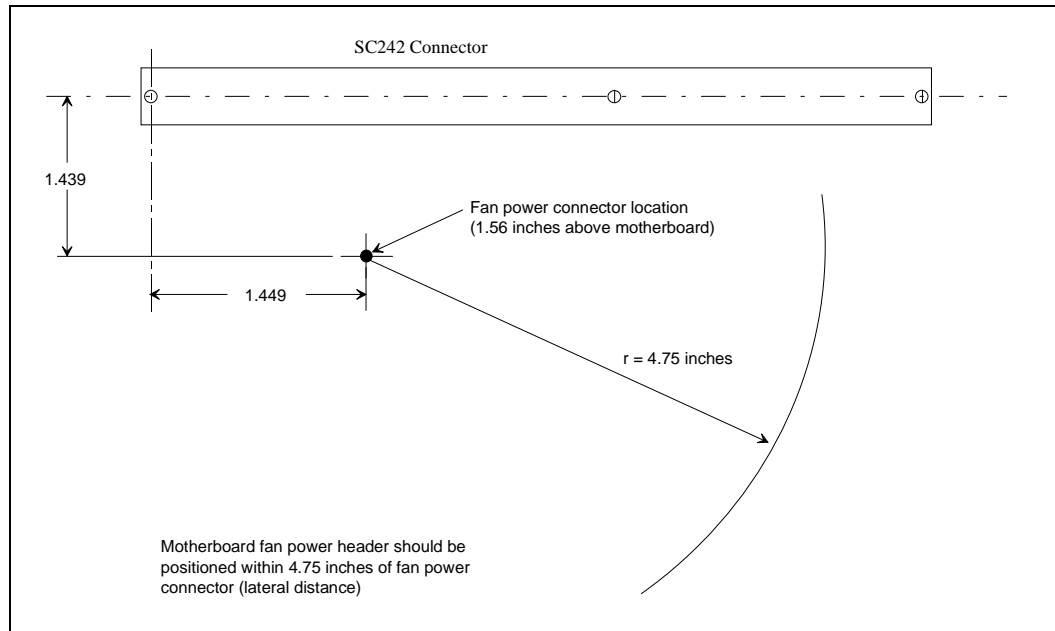 SC242 Connector
1.439
Fan power connector location
(1.56 inches above motherboard)
1.449
r = 4.75 inches
Motherboard fan power header should be
positioned within 4.75 inches of fan power
connector (lateral distance)